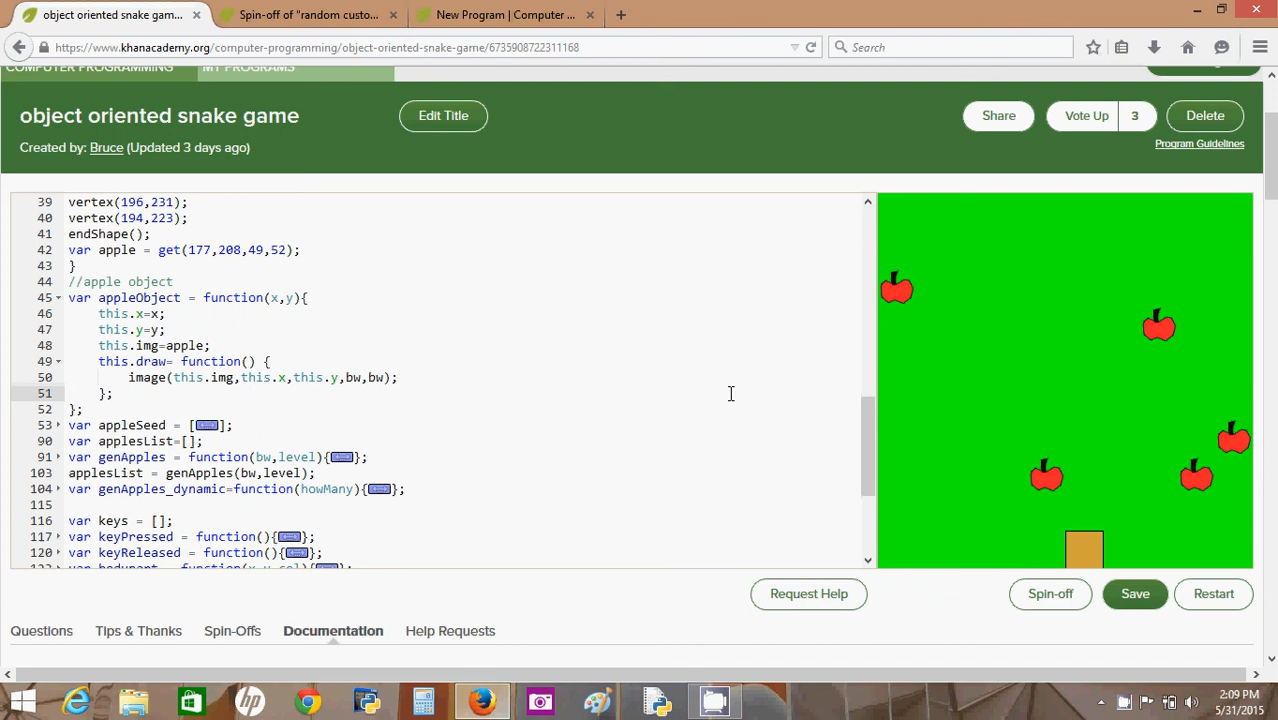 object oriented snake gam...
Spin-off of "random custo...
New Program | Computer ...
https://www.khanacademy.org/computer-programming/object-oriented-snake-game/6735908722311168
Search
COMPUTER PROGRAMMING
MY PROGRAMS
object oriented snake game
Edit Title
Share
Vote Up
3
Delete
Created by: Bruce (Updated 3 days ago)
Program Guidelines
39 vertex(196,231);
40 vertex(194,223);
41 endShape();
42 var apple = get(177,208,49,52);
43 }
44 //apple object
45 var appleObject = function(x,y){
46 this.x=x;
47 this.y=y;
48 this.img=apple;
49 this.draw= function() {
50 image(this.img,this.x,this.y,bw,bw);
51 };
52 };
53 var appleSeed = [];
90 var applesList=[];
91 var genApples = function(bw,level){};
103 applesList = genApples(bw,level);
104 var genApples_dynamic=function(howMany){};
115
116 var keys = [];
117 var keyPressed = function(){};
120 var keyReleased = function(){};
Request Help
Spin-off
Save
Restart
Questions
Tips & Thanks
Spin-Offs
Documentation
Help Requests
hp
2:09 PM
5/31/2015